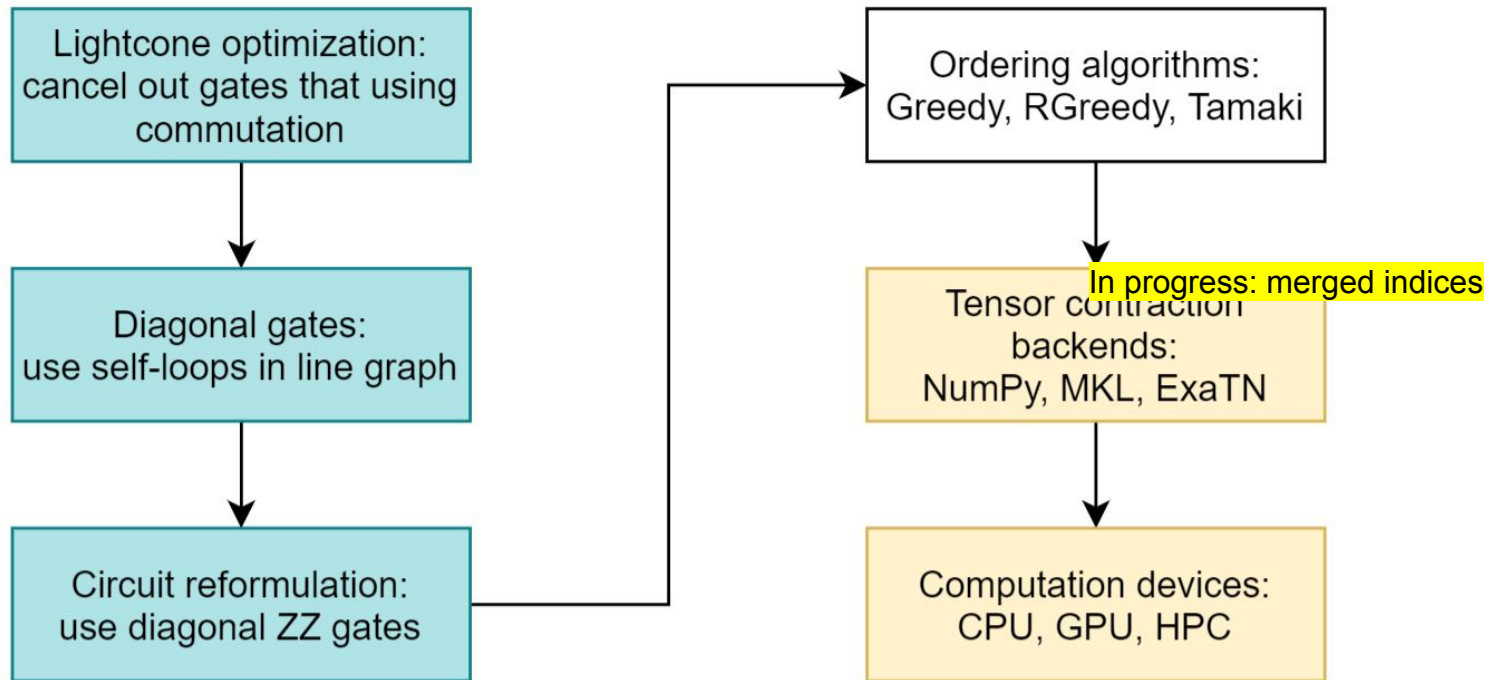 Lightcone optimization:
cancel out gates that using
commutation
Diagonal gates:
use self-loops in line graph
Circuit reformulation:
use diagonal ZZ gates
Ordering algorithms:
Greedy, RGreedy, Tamaki
In progress: merged indices
Tensor contraction
backends:
NumPy, MKL, ExaTN
Computation devices:
CPU, GPU, HPC